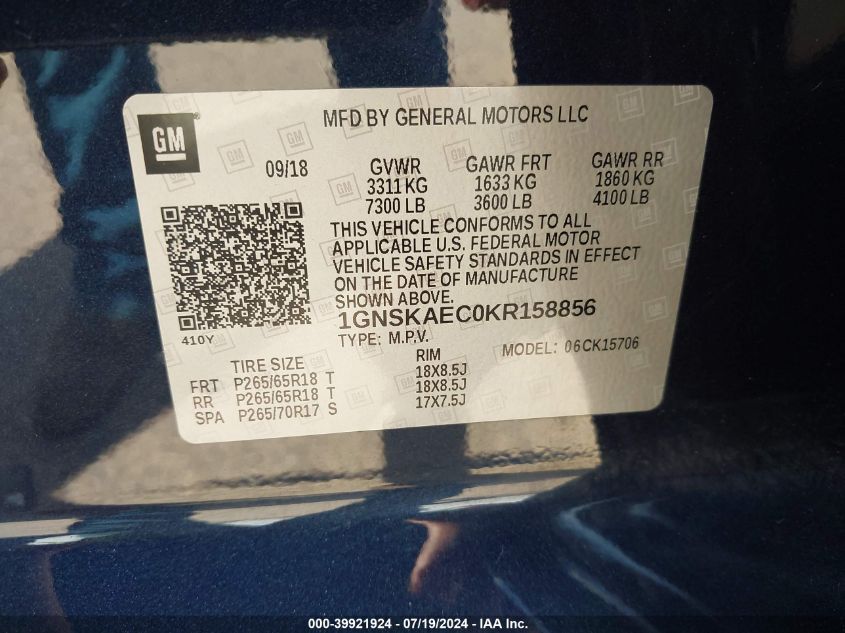 MFD BY GENERAL MOTORS LLC
GM
09/18
GVWR GAWR FRT GAWR RR
3311 KG 1633 KG 1860 KG
7300 LB 3600 LB 4100 LB
THIS VEHICLE CONFORMS TO ALL
APPLICABLE U.S. FEDERAL MOTOR
VEHICLE SAFETY STANDARDS IN EFFECT
ON THE DATE OF MANUFACTURE
SHOWN ABOVE.
1GNSKAEC0KR158856
410Y
TYPE: M.P.V. MODEL: 06CK15706
TIRE SIZE RIM
FRT P265/65R18 T 18X8.5J
RR P265/65R18 T 18X8.5J
SPA P265/70R17 S 17X7.5J
000-39921924 - 07/19/2024 - IAA Inc.